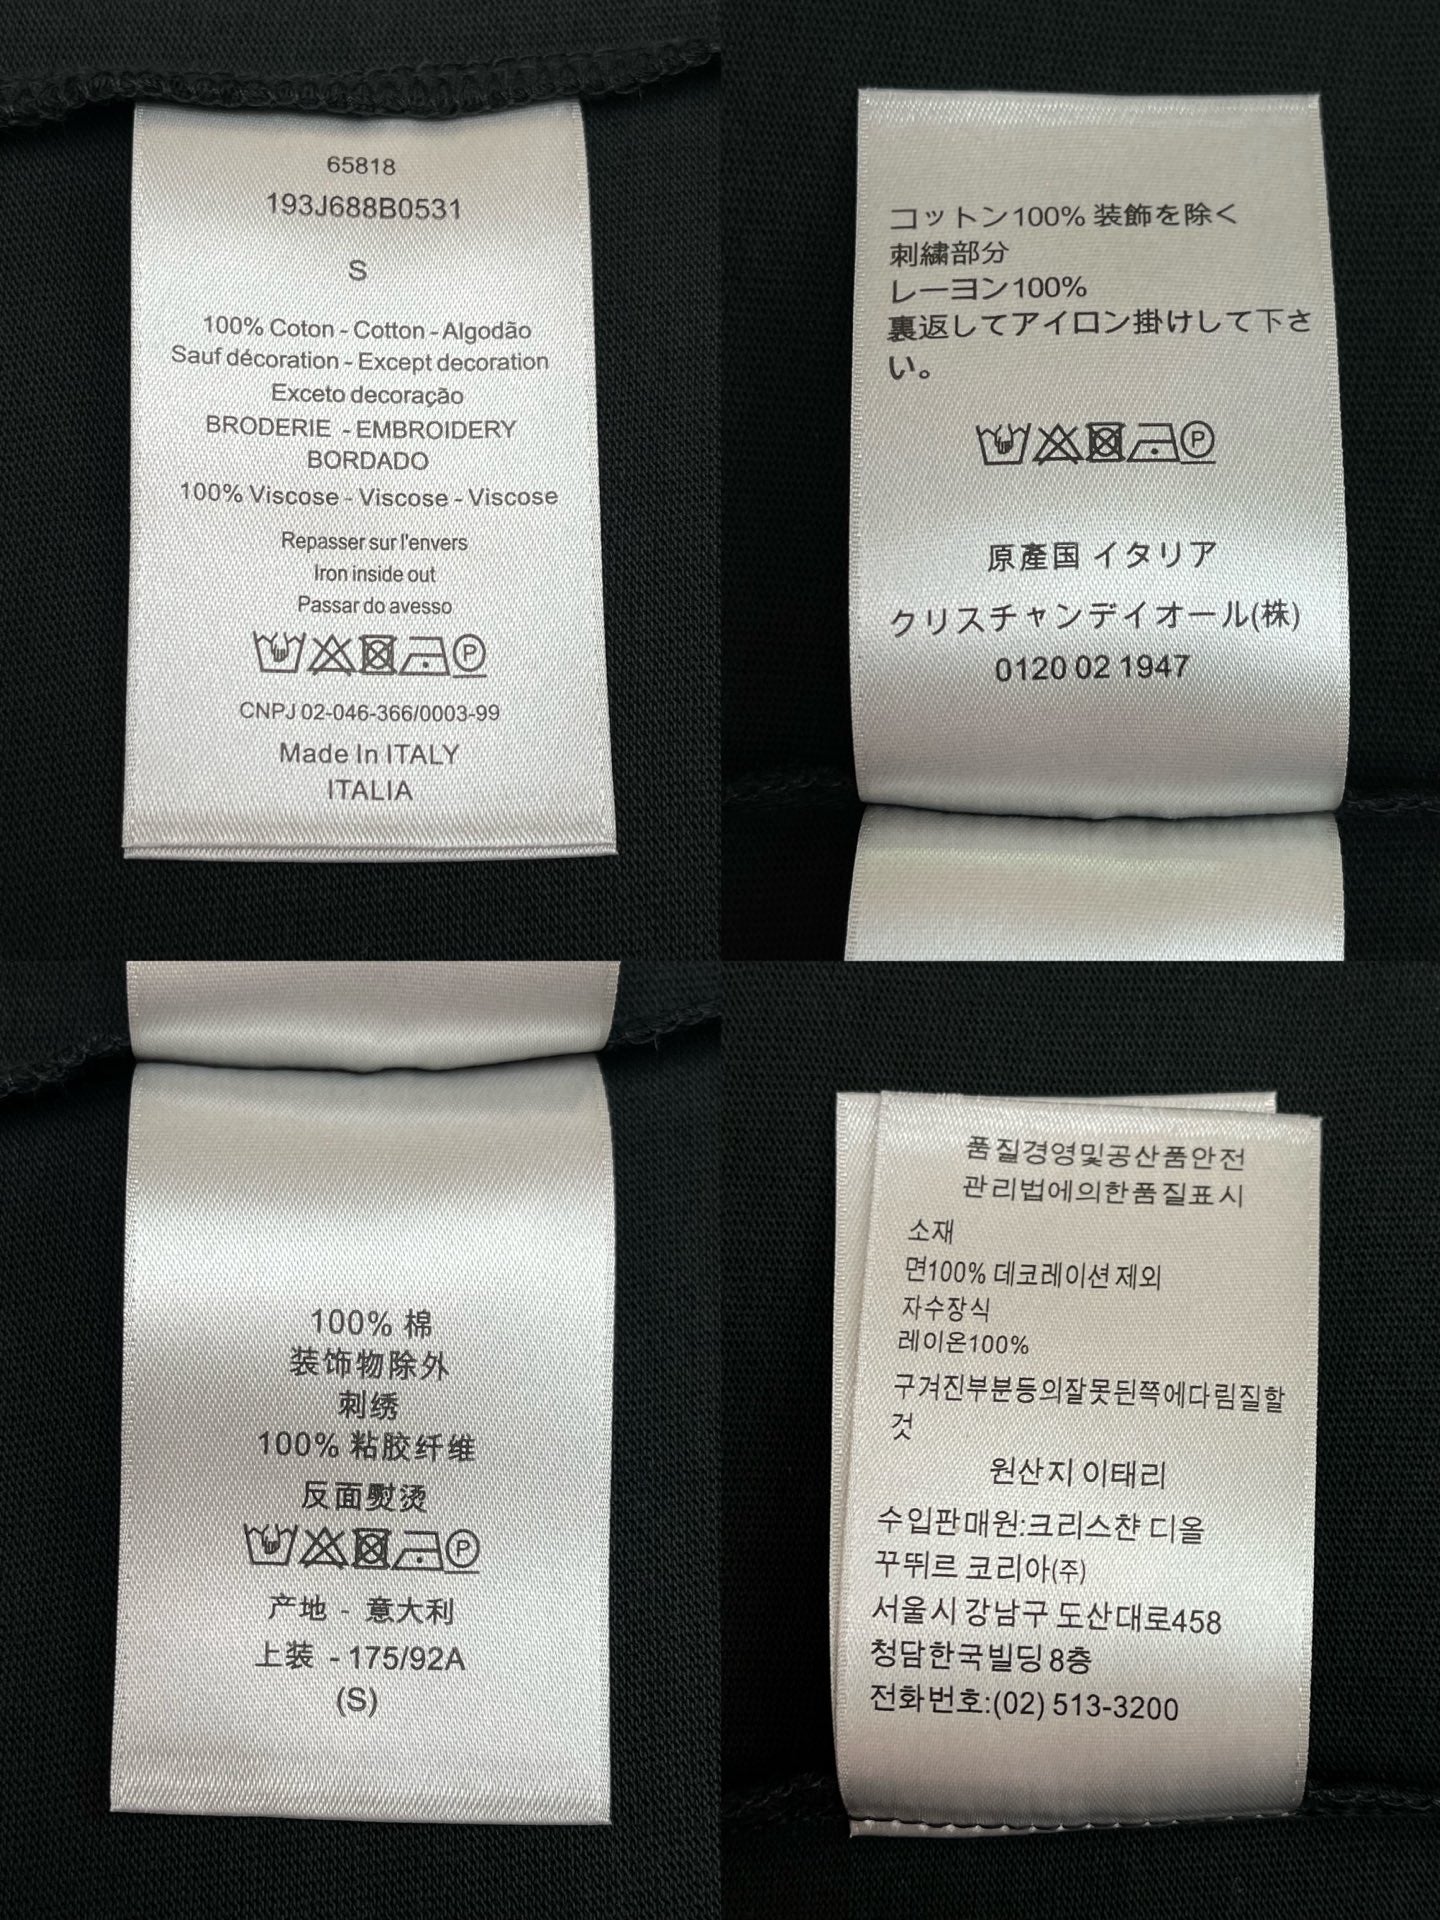 65818
193J688B0531
S
100% Coton - Cotton - Algodão
Sauf décoration - Except decoration
Exceto decoração
BRODERIE - EMBROIDERY
BORDADO
100% Viscose - Viscose - Viscose
Repasser sur l'envers
Iron inside out
Passar do avesso
P
CNPJ 02-046-366/0003-99
Made In ITALY
ITALIA
コットン100% 装飾を除く
刺繍部分
レーヨン100%
裏返してアイロン掛けして下さ
い。
P
原產国 イタリア
クリスチャンデイオール(株)
0120 02 1947
100% 棉
装饰物除外
刺绣
100% 粘胶纤维
反面熨烫
P
产地 - 意大利
上装 - 175/92A
(S)
품질경영및공산품안전
관리법에의한품질표시
소재
면100% 데코레이션 제외
자수장식
레이온100%
구겨진부분등의잘못된쪽에다림질할
것
원산지 이태리
수입판매원:크리스챤 디올
꾸뛰르 코리아(주)
서울시 강남구 도산대로458
청담한국빌딩 8층
전화번호:(02) 513-3200